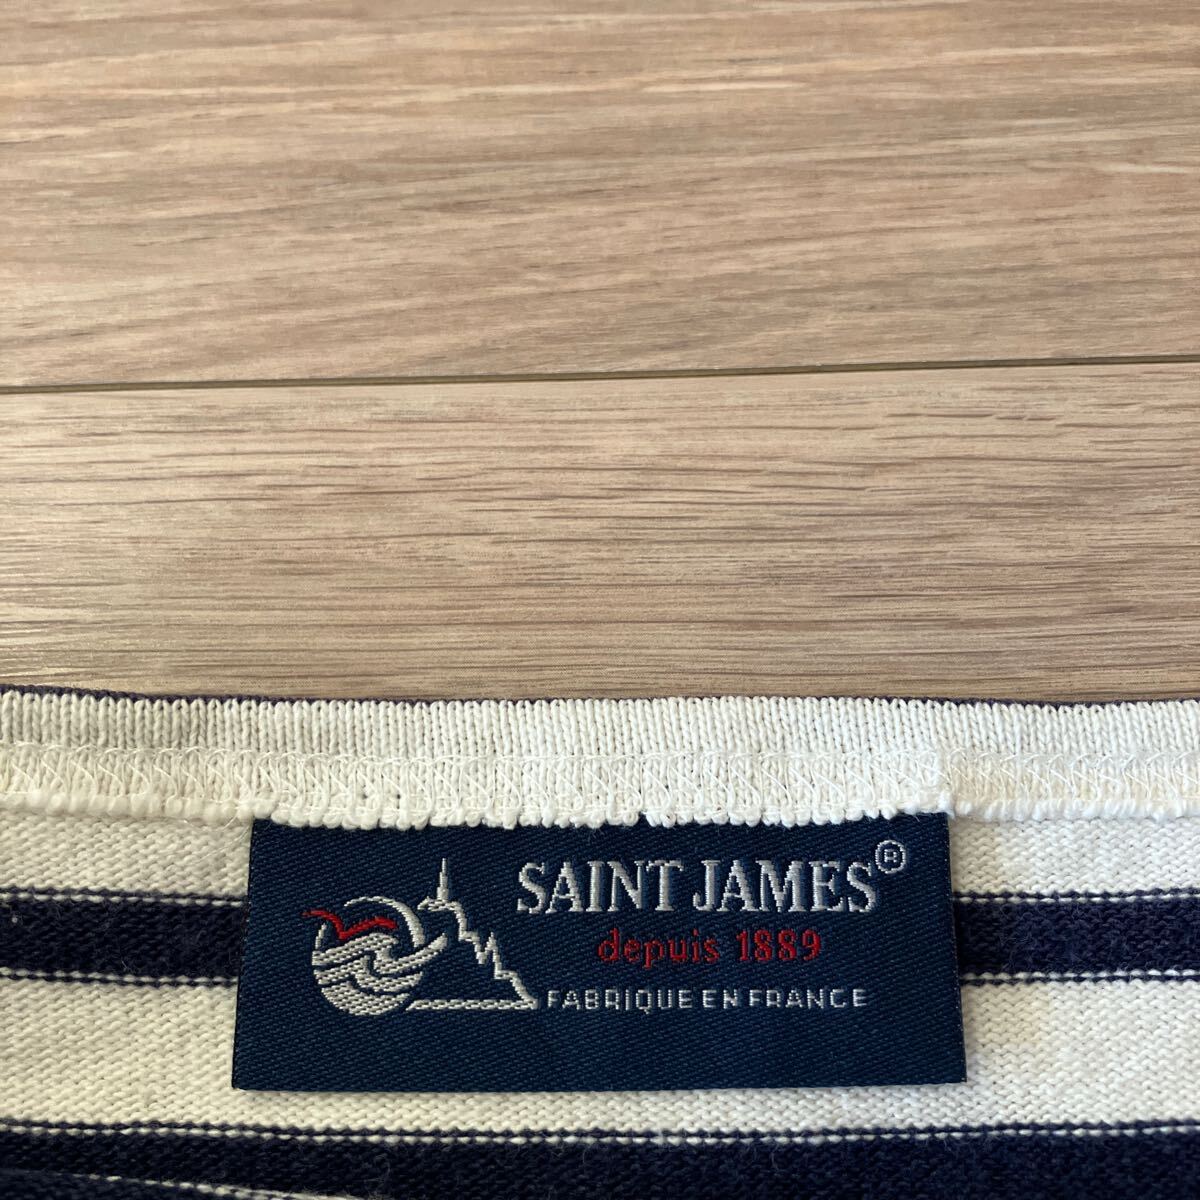 SAINT JAMES®
depuis 1889
FABRIQUE EN FRANCE